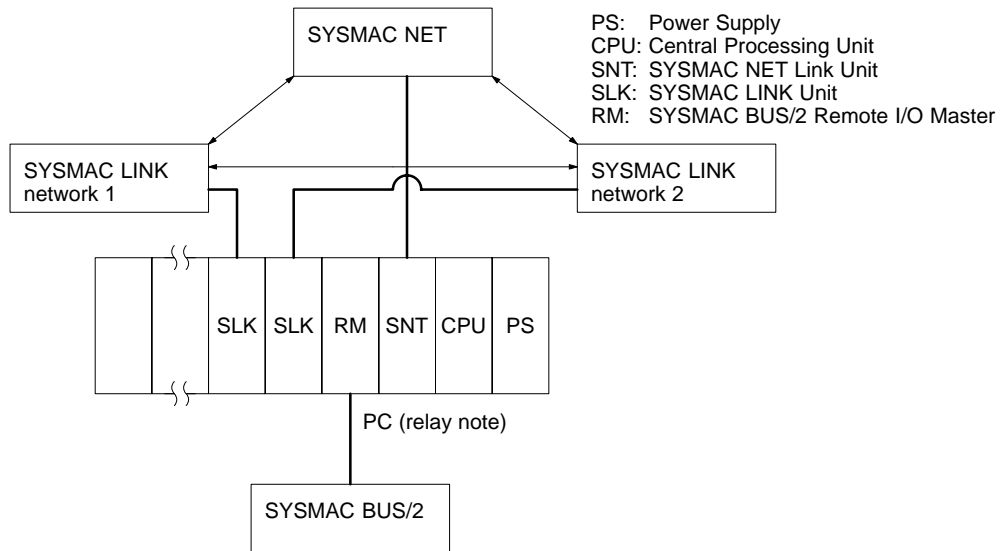 SYSMAC NET
PS: Power Supply
CPU: Central Processing Unit
SNT: SYSMAC NET Link Unit
SLK: SYSMAC LINK Unit
RM: SYSMAC BUS/2 Remote I/O Master
SYSMAC LINK
network 1
SYSMAC LINK
network 2
SLK SLK RM SNT CPU PS
PC (relay note)
SYSMAC BUS/2